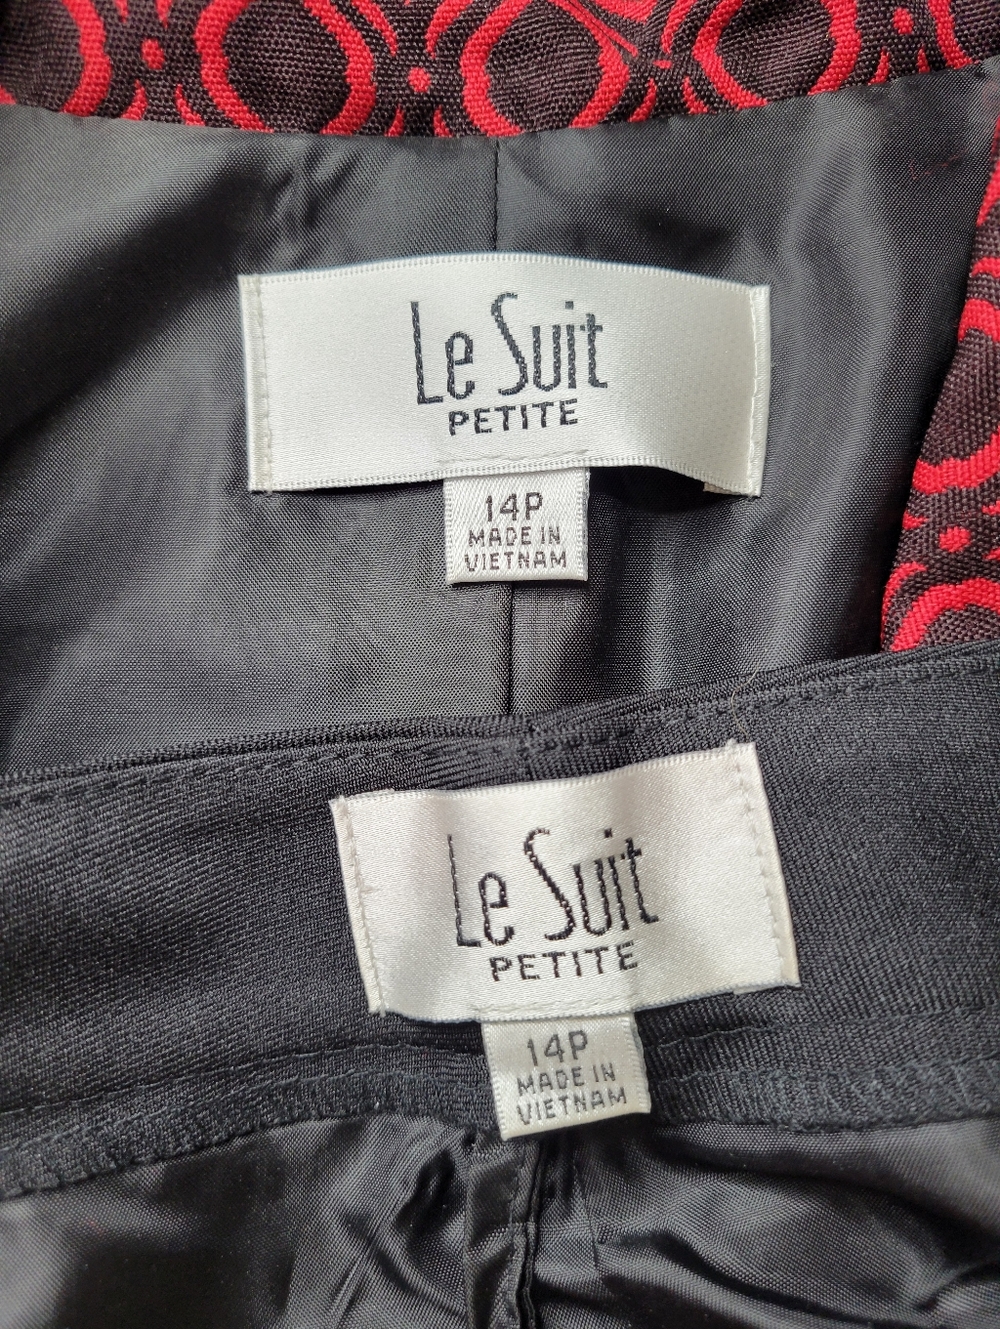 Le Suit
PETITE
14P
MADE IN
VIETNAM
Le Suit
PETITE
14P
MADE IN
VIETNAM